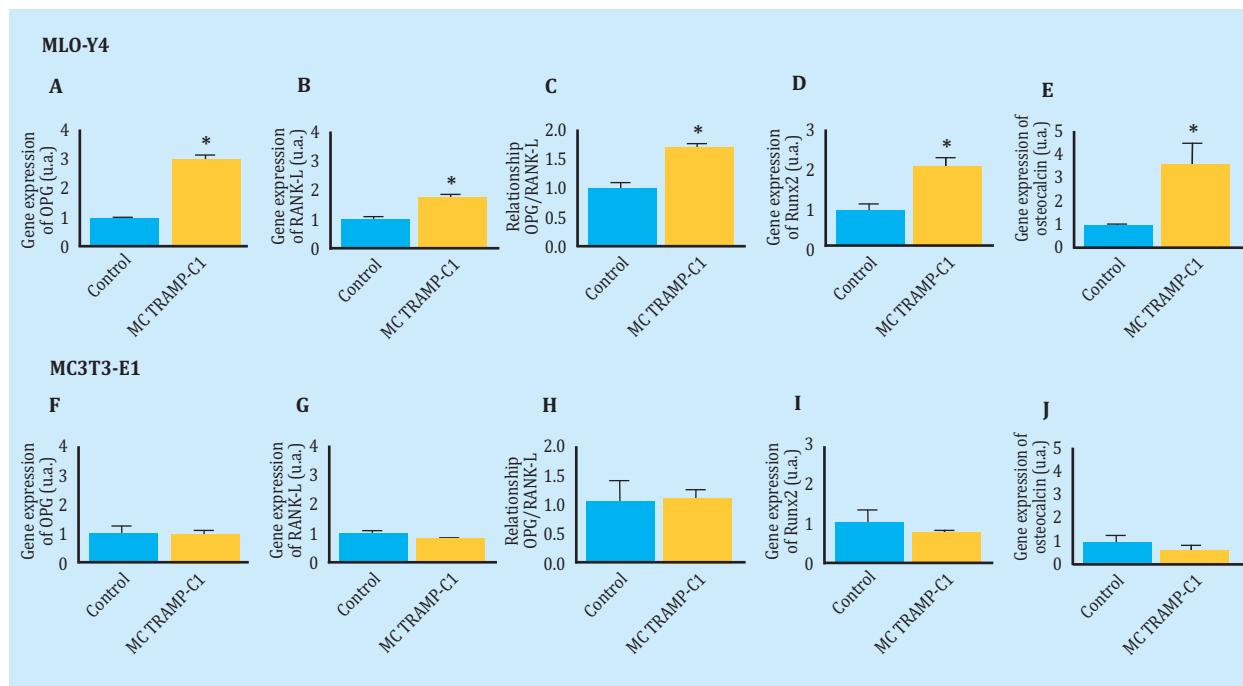 MLO-Y4
A
Gene expression
of OPG (u.a.)
4
3
2
1
0
*
Control
MC TRAMP-C1
B
Gene expression
of RANK-L (u.a.)
4
3
2
1
0
*
Control
MC TRAMP-C1
C
Relationship
OPG/RANK-L
2.0
1.5
1.0
0.5
0.0
*
Control
MC TRAMP-C1
D
Gene expression
of Runx2 (u.a.)
3
2
1
0
*
Control
MC TRAMP-C1
E
Gene expression of
osteocalcin (u.a.)
5
4
3
2
1
0
*
Control
MC TRAMP-C1
MC3T3-E1
F
Gene expression
of OPG (u.a.)
4
3
2
1
0
Control
MC TRAMP-C1
G
Gene expression
of RANK-L (u.a.)
4
3
2
1
0
Control
MC TRAMP-C1
H
Relationship
OPG/RANK-L
2.0
1.5
1.0
0.5
0.0
Control
MC TRAMP-C1
I
Gene expression
of Runx2 (u.a.)
3
2
1
0
Control
MC TRAMP-C1
J
Gene expression of
osteocalcin (u.a.)
5
4
3
2
1
0
Control
MC TRAMP-C1